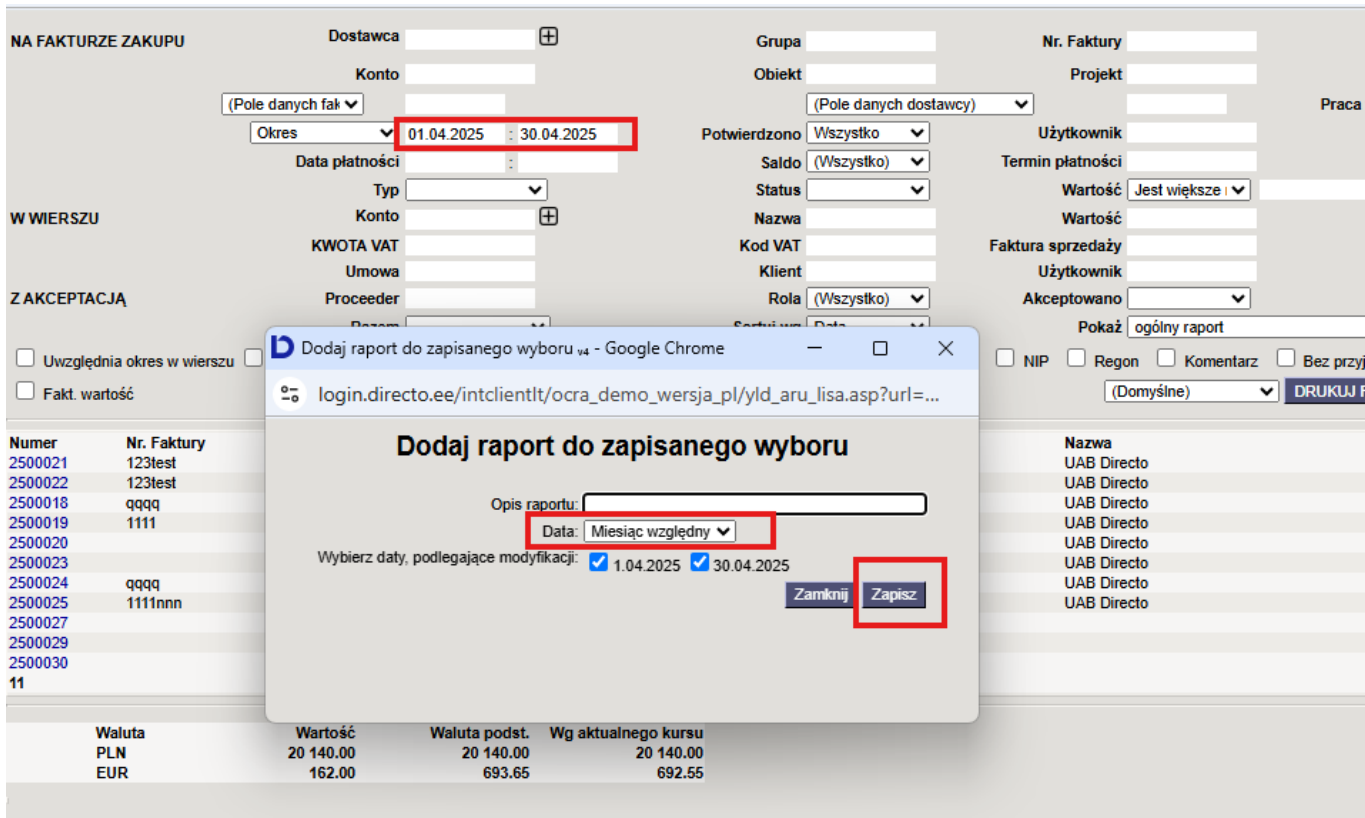 NA FAKTURZE ZAKUPU Dostawca Grupa Nr. Faktury
Konto Obiekt Projekt
(Pole danych fak (Pole danych dostawcy) Praca
Okres 01.04.2025 : 30.04.2025 Potwierdzono Wszystko Użytkownik
Data płatności : Saldo (Wszystko) Termin płatności
Typ Status Wartość Jest większe
W WIERSZU Konto Nazwa Wartość
KWOTA VAT Kod VAT Faktura sprzedaży
Umowa Klient Użytkownik
Z AKCEPTACJĄ Proceeder Rola (Wszystko) Akceptowano
Razem Sortuj wg Data Pokaż ogólny raport
Uwzględnia okres w wierszu NIP Regon Komentarz Bez przyj
Fakt. wartość (Domyślne) DRUKUJ
Dodaj raport do zapisanego wyboru v4 - Google Chrome
login.directo.ee/intclientlt/ocra_demo_wersja_pl/yld_aru_lisa.asp?url=...
Dodaj raport do zapisanego wyboru
Opis raportu:
Data: Miesiąc względny
Wybierz daty, podlegające modyfikacji: 1.04.2025 30.04.2025
Zamknij Zapisz
Numer Nr. Faktury Nazwa
2500021 123test UAB Directo
2500022 123test UAB Directo
2500018 qqqq UAB Directo
2500019 1111 UAB Directo
2500020 UAB Directo
2500023 UAB Directo
2500024 qqqq UAB Directo
2500025 1111nnn UAB Directo
2500027
2500029
2500030
11
Waluta Wartość Waluta podst. Wg aktualnego kursu
PLN 20 140.00 20 140.00 20 140.00
EUR 162.00 693.65 692.55